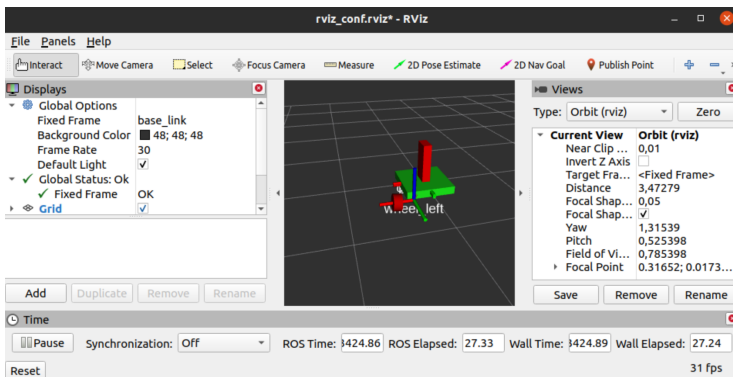 rviz_conf.rviz* - RViz
File Panels Help
Interact Move Camera Select Focus Camera Measure 2D Pose Estimate 2D Nav Goal Publish Point
Displays
Global Options
Fixed Frame base_link
Background Color 48; 48; 48
Frame Rate 30
Default Light
Global Status: Ok
Fixed Frame OK
Grid
Add Duplicate Remove Rename
left
Views
Type: Orbit (rviz) Zero
Current View Orbit (rviz)
Near Clip ... 0,01
Invert Z Axis
Target Fra... <Fixed Frame>
Distance 3,47279
Focal Shap... 0,05
Focal Shap...
Yaw 1,31539
Pitch 0,525398
Field of Vi... 0,785398
Focal Point 0.31652; 0.0173...
Save Remove Rename
Time
Pause Synchronization: Off ROS Time: 3424.86 ROS Elapsed: 27.33 Wall Time: 3424.89 Wall Elapsed: 27.24
Reset 31 fps